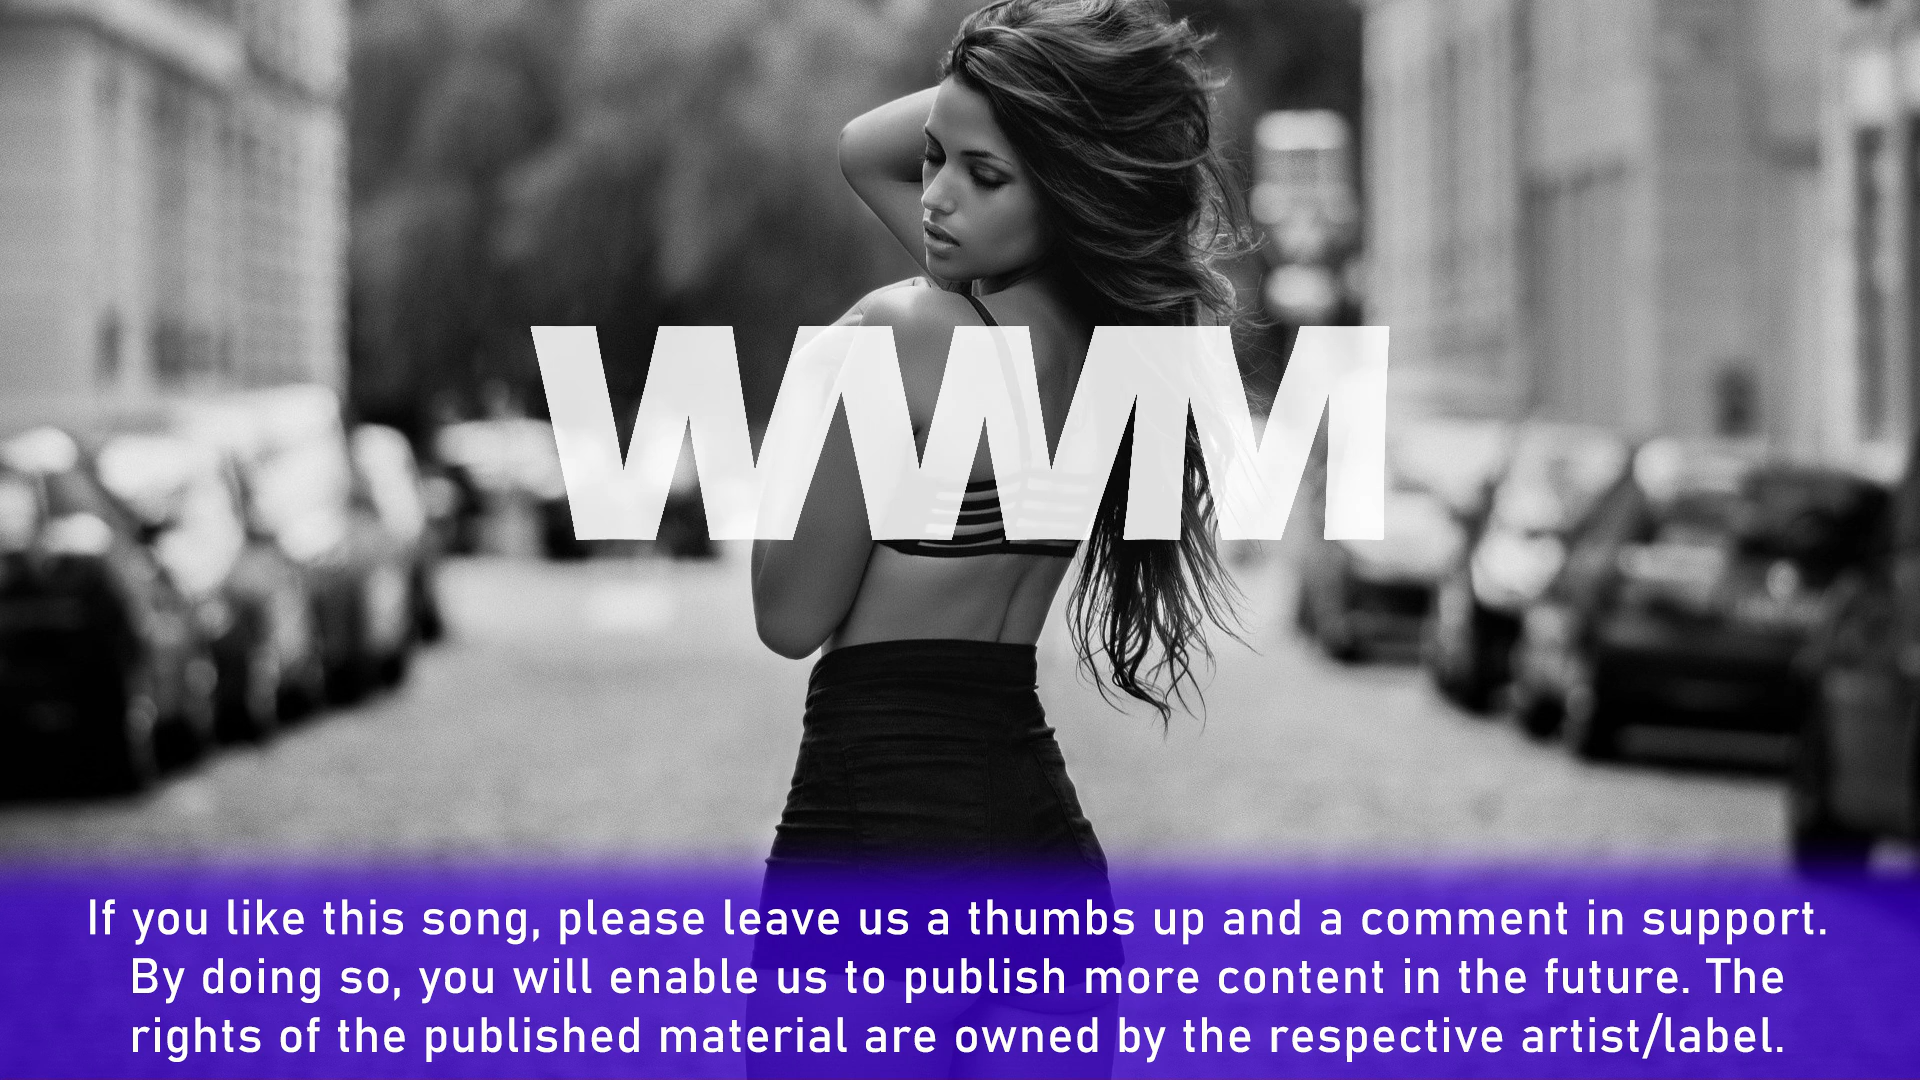 WWM
If you like this song, please leave us a thumbs up and a comment in support.
By doing so, you will enable us to publish more content in the future. The
rights of the published material are owned by the respective artist/label.